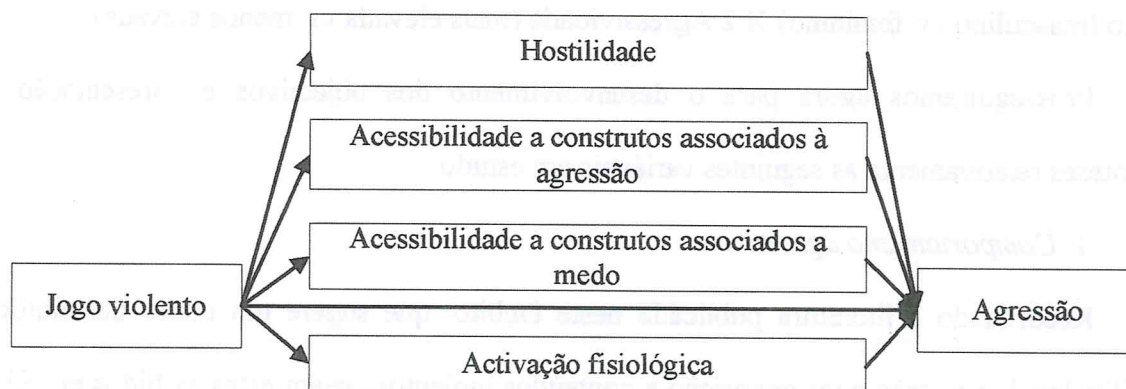 Hostilidade
Acessibilidade a construtos associados à
agressão
Acessibilidade a construtos associados a
medo
Jogo violento
Agressão
Activação fisiológica